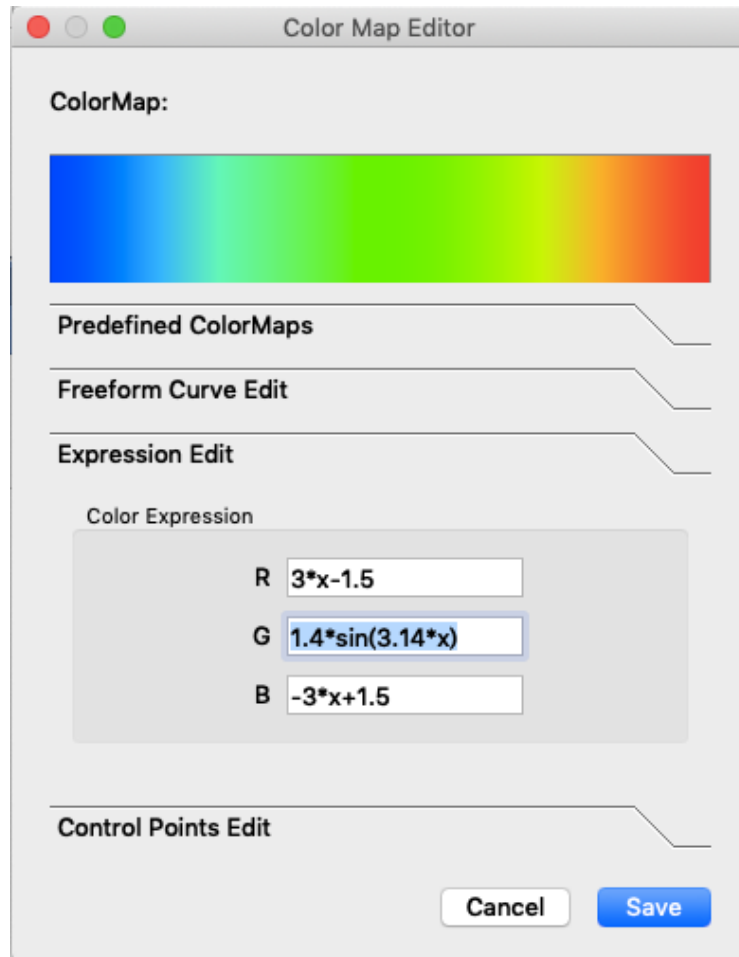 Color Map Editor
ColorMap:
Predefined ColorMaps
Freeform Curve Edit
Expression Edit
Color Expression
R 3*x-1.5
G 1.4*sin(3.14*x)
B -3*x+1.5
Control Points Edit
Cancel Save